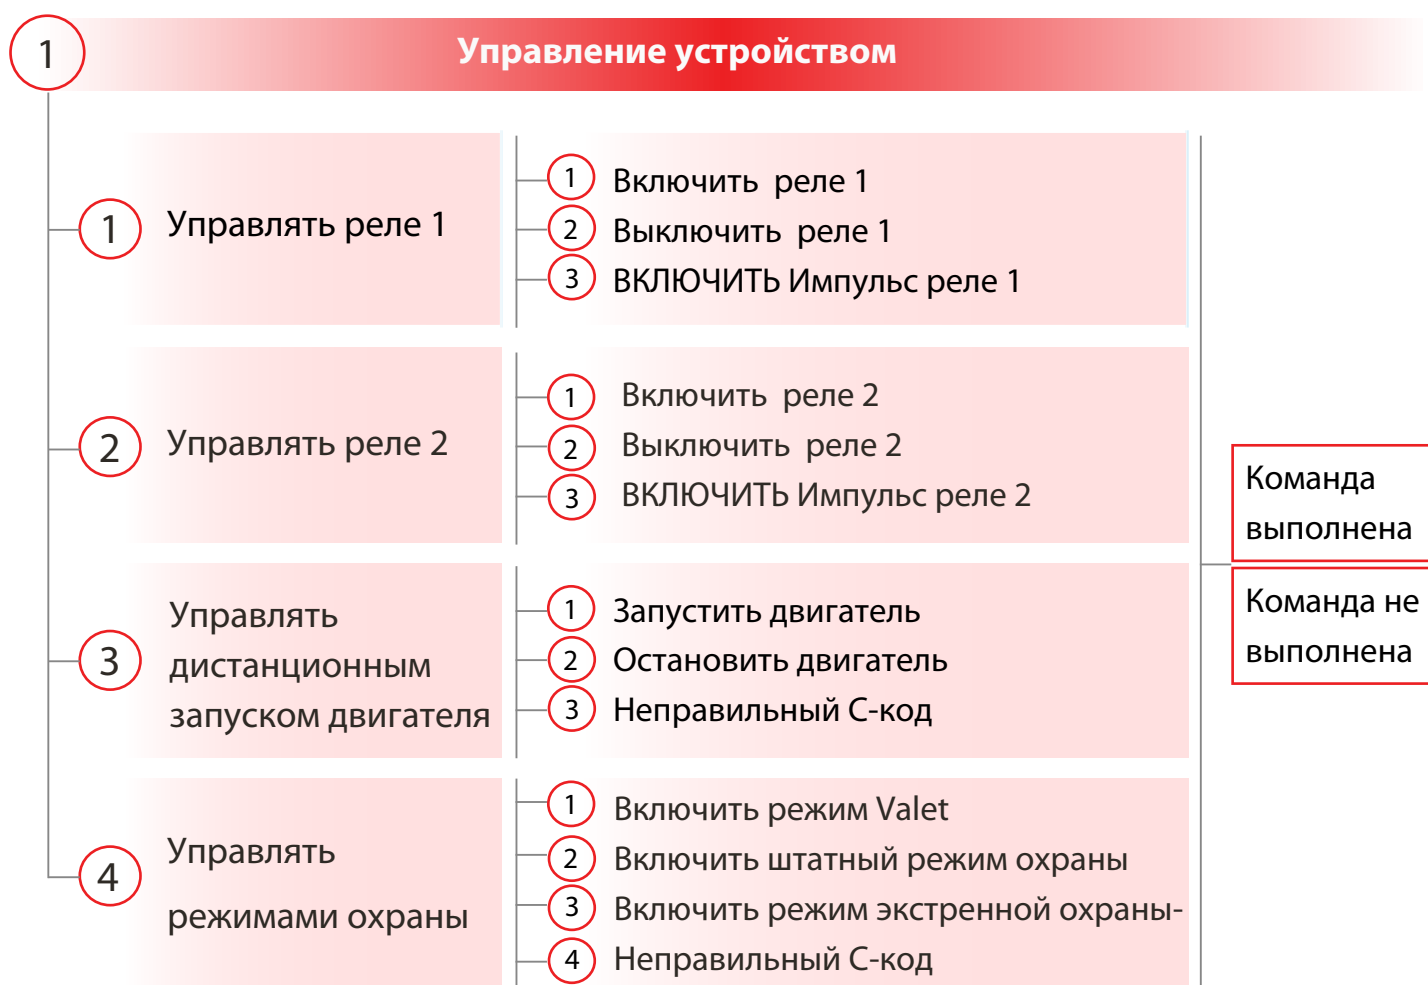 1
Управление устройством
1
Управлять реле 1
1 Включить реле 1
2 Выключить реле 1
3 ВКЛЮЧИТЬ Импульс реле 1
2
Управлять реле 2
1 Включить реле 2
2 Выключить реле 2
3 ВКЛЮЧИТЬ Импульс реле 2
3
Управлять
дистанционным
запуском двигателя
1 Запустить двигатель
2 Остановить двигатель
3 Неправильный С-код
4
Управлять
режимами охраны
1 Включить режим Valet
2 Включить штатный режим охраны
3 Включить режим экстренной охраны-
4 Неправильный С-код
Команда
выполнена
Команда не
выполнена